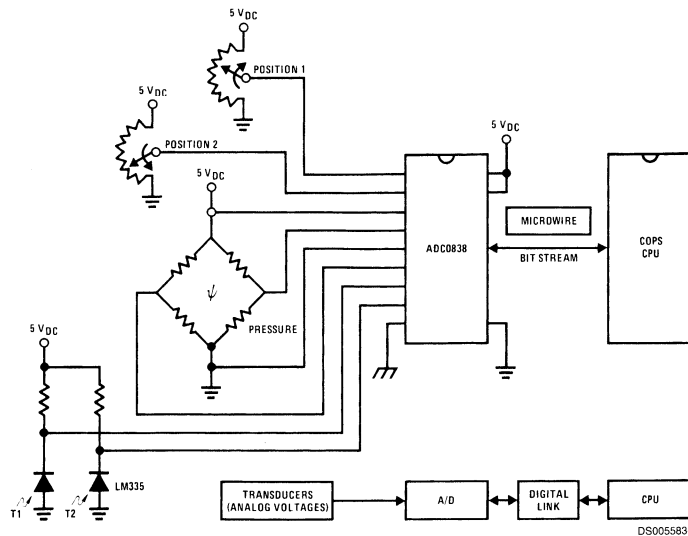 5 VDC
POSITION 1
5 VDC
POSITION 2
5 VDC
5 VDC
ADC0838
MICROWIRE
BIT STREAM
COPS
CPU
ψ
PRESSURE
5 VDC
T1
T2
LM335
TRANSDUCERS
(ANALOG VOLTAGES)
A/D
DIGITAL
LINK
CPU
DS005583